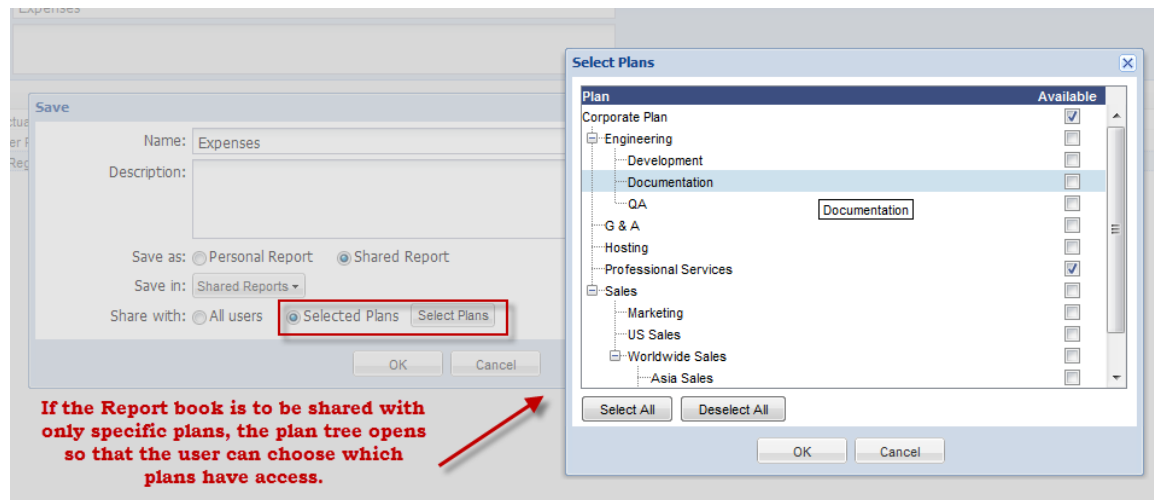 Expenses
Save
Name: Expenses
Description:
Save as: Personal Report Shared Report
Save in: Shared Reports
Share with: All users Selected Plans Select Plans
OK Cancel
If the Report book is to be shared with
only specific plans, the plan tree opens
so that the user can choose which
plans have access.
Select Plans
Plan Available
Corporate Plan
Engineering
Development
Documentation
QA
Documentation
G & A
Hosting
Professional Services
Sales
Marketing
US Sales
Worldwide Sales
Asia Sales
Select All Deselect All
OK Cancel